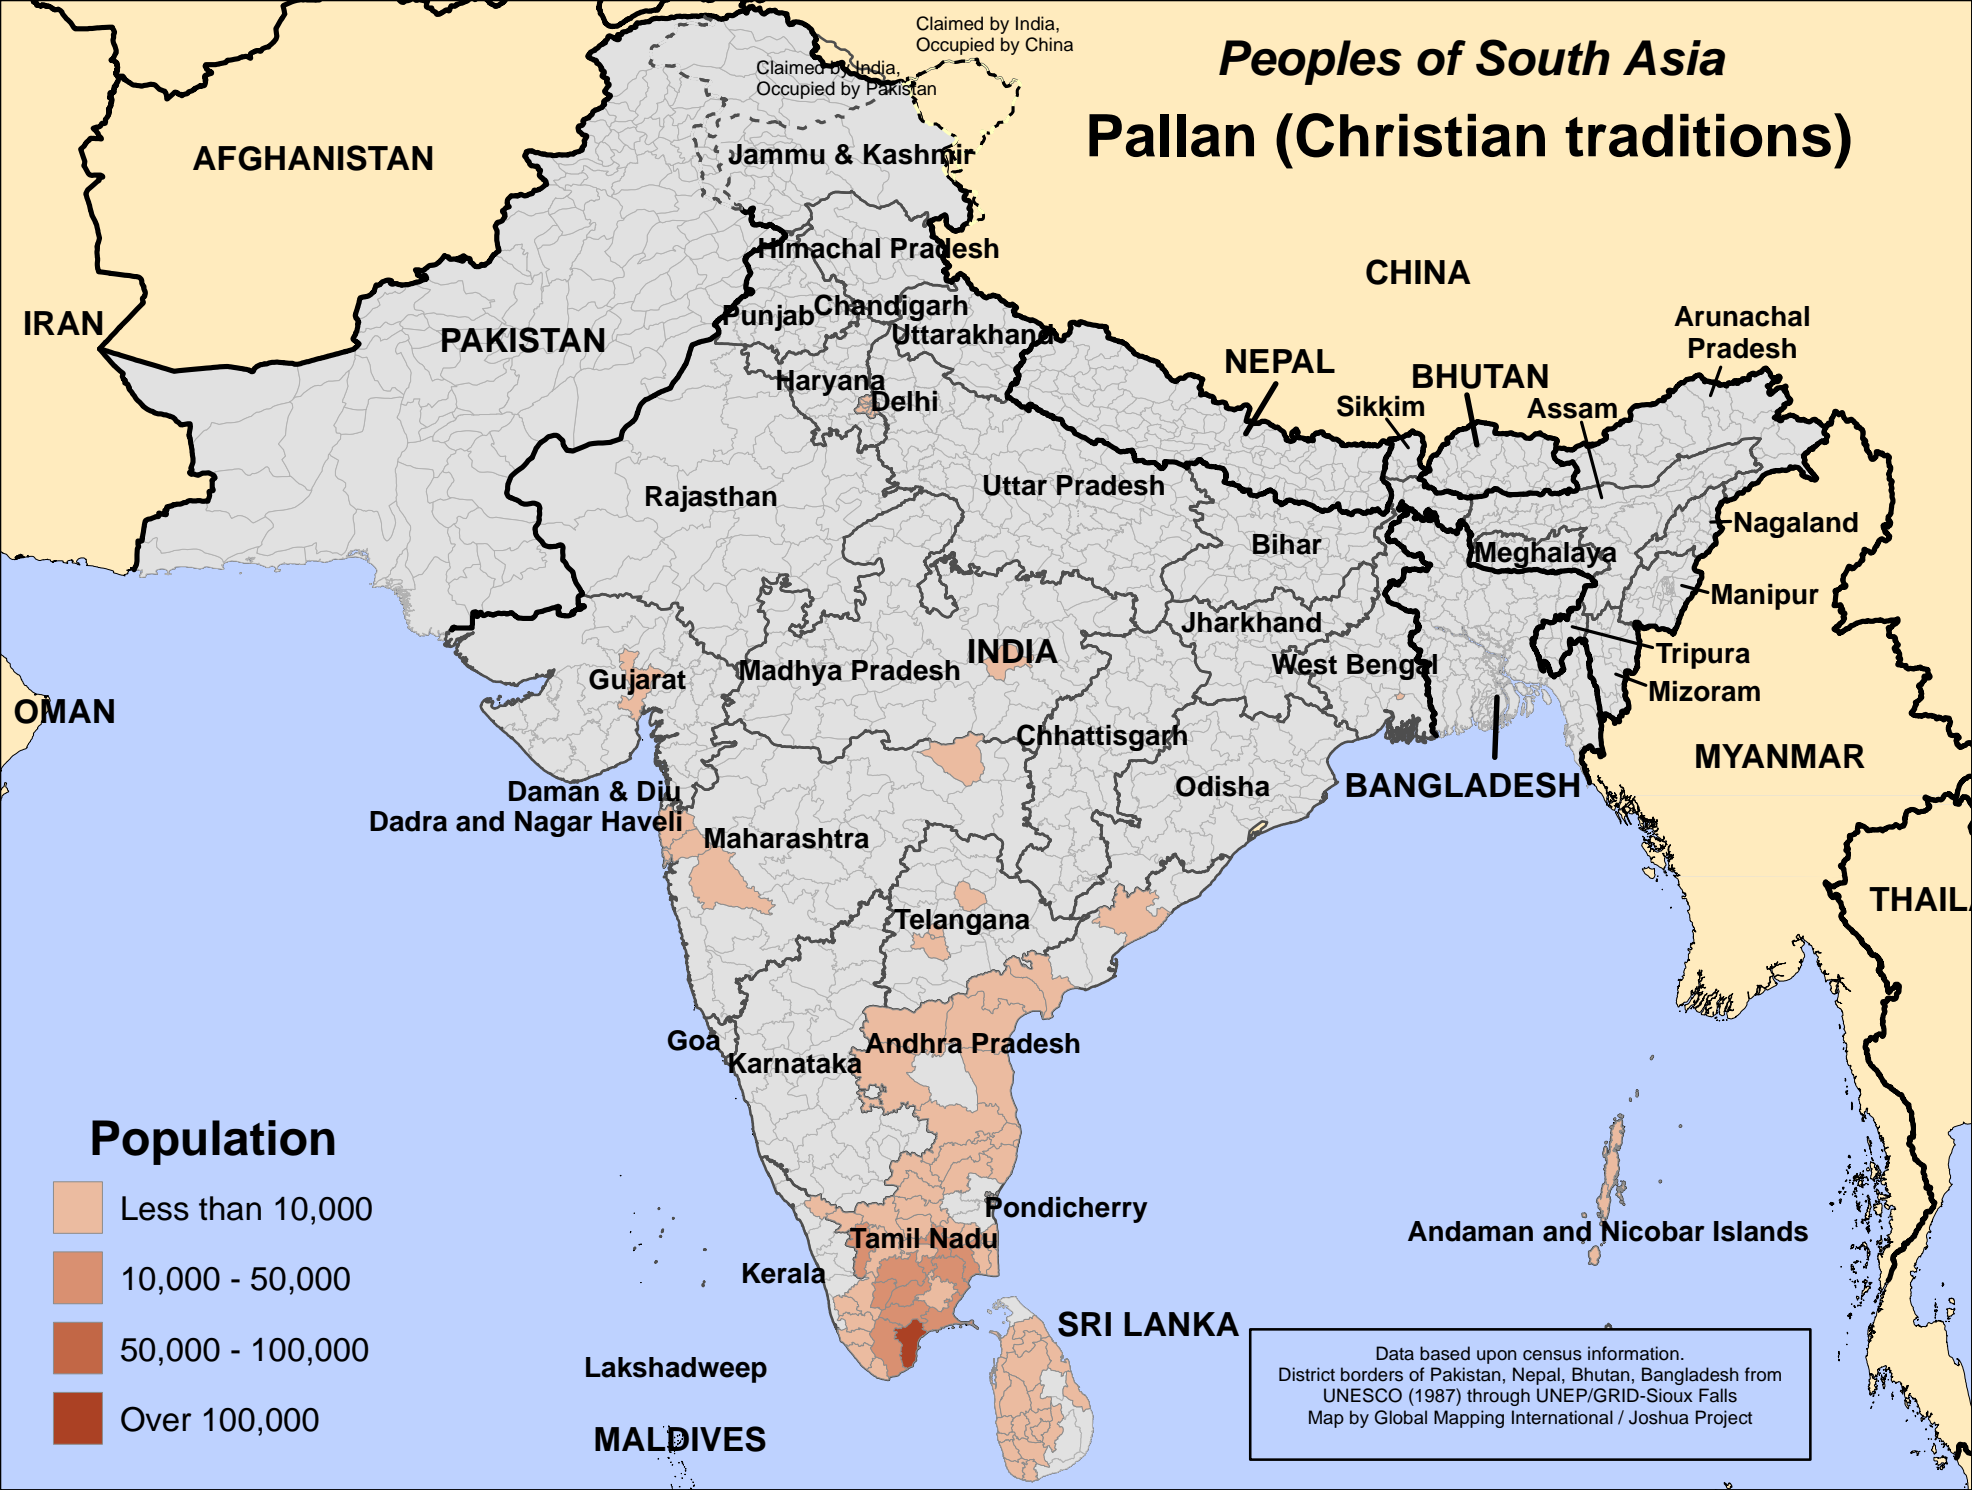 Claimed by India,
Occupied by China
Peoples of South Asia
Claimed by India,
Occupied by Pakistan
Pallan (Christian traditions)
AFGHANISTAN
Jammu & Kashmir
Himachal Pradesh
CHINA
IRAN
PAKISTAN
Punjab
Chandigarh
Uttarakhand
Arunachal
Pradesh
NEPAL
BHUTAN
Haryana
Delhi
Sikkim
Assam
Rajasthan
Uttar Pradesh
Nagaland
Bihar
Meghalaya
Manipur
Jharkhand
INDIA
Tripura
West Bengal
Madhya Pradesh
Gujarat
Mizoram
OMAN
Chhattisgarh
MYANMAR
Odisha
BANGLADESH
Daman & Diu
Dadra and Nagar Haveli
Maharashtra
THAIL
Telangana
Goa
Andhra Pradesh
Karnataka
Population
Less than 10,000
10,000 - 50,000
50,000 - 100,000
Over 100,000
Pondicherry
Tamil Nadu
Andaman and Nicobar Islands
Kerala
SRI LANKA
Lakshadweep
MALDIVES
Data based upon census information.
District borders of Pakistan, Nepal, Bhutan, Bangladesh from
UNESCO (1987) through UNEP/GRID-Sioux Falls
Map by Global Mapping International / Joshua Project